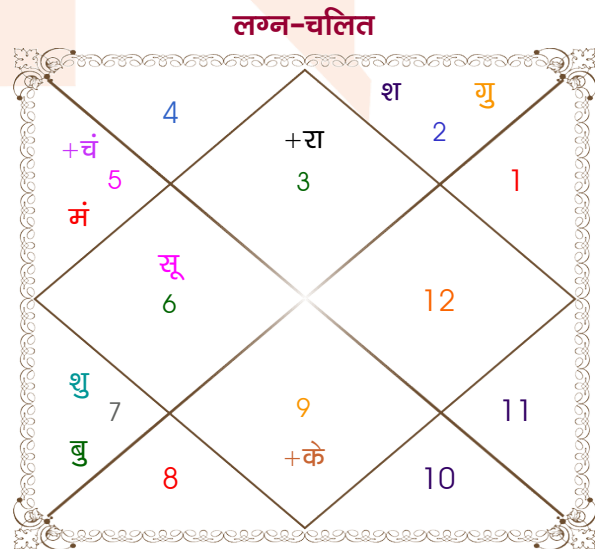 लग्न-चलित
श गु
4 2
+रा
+चं 3 1
5
मं
सू
6 12
शु
7 9 11
बु +के
8 10